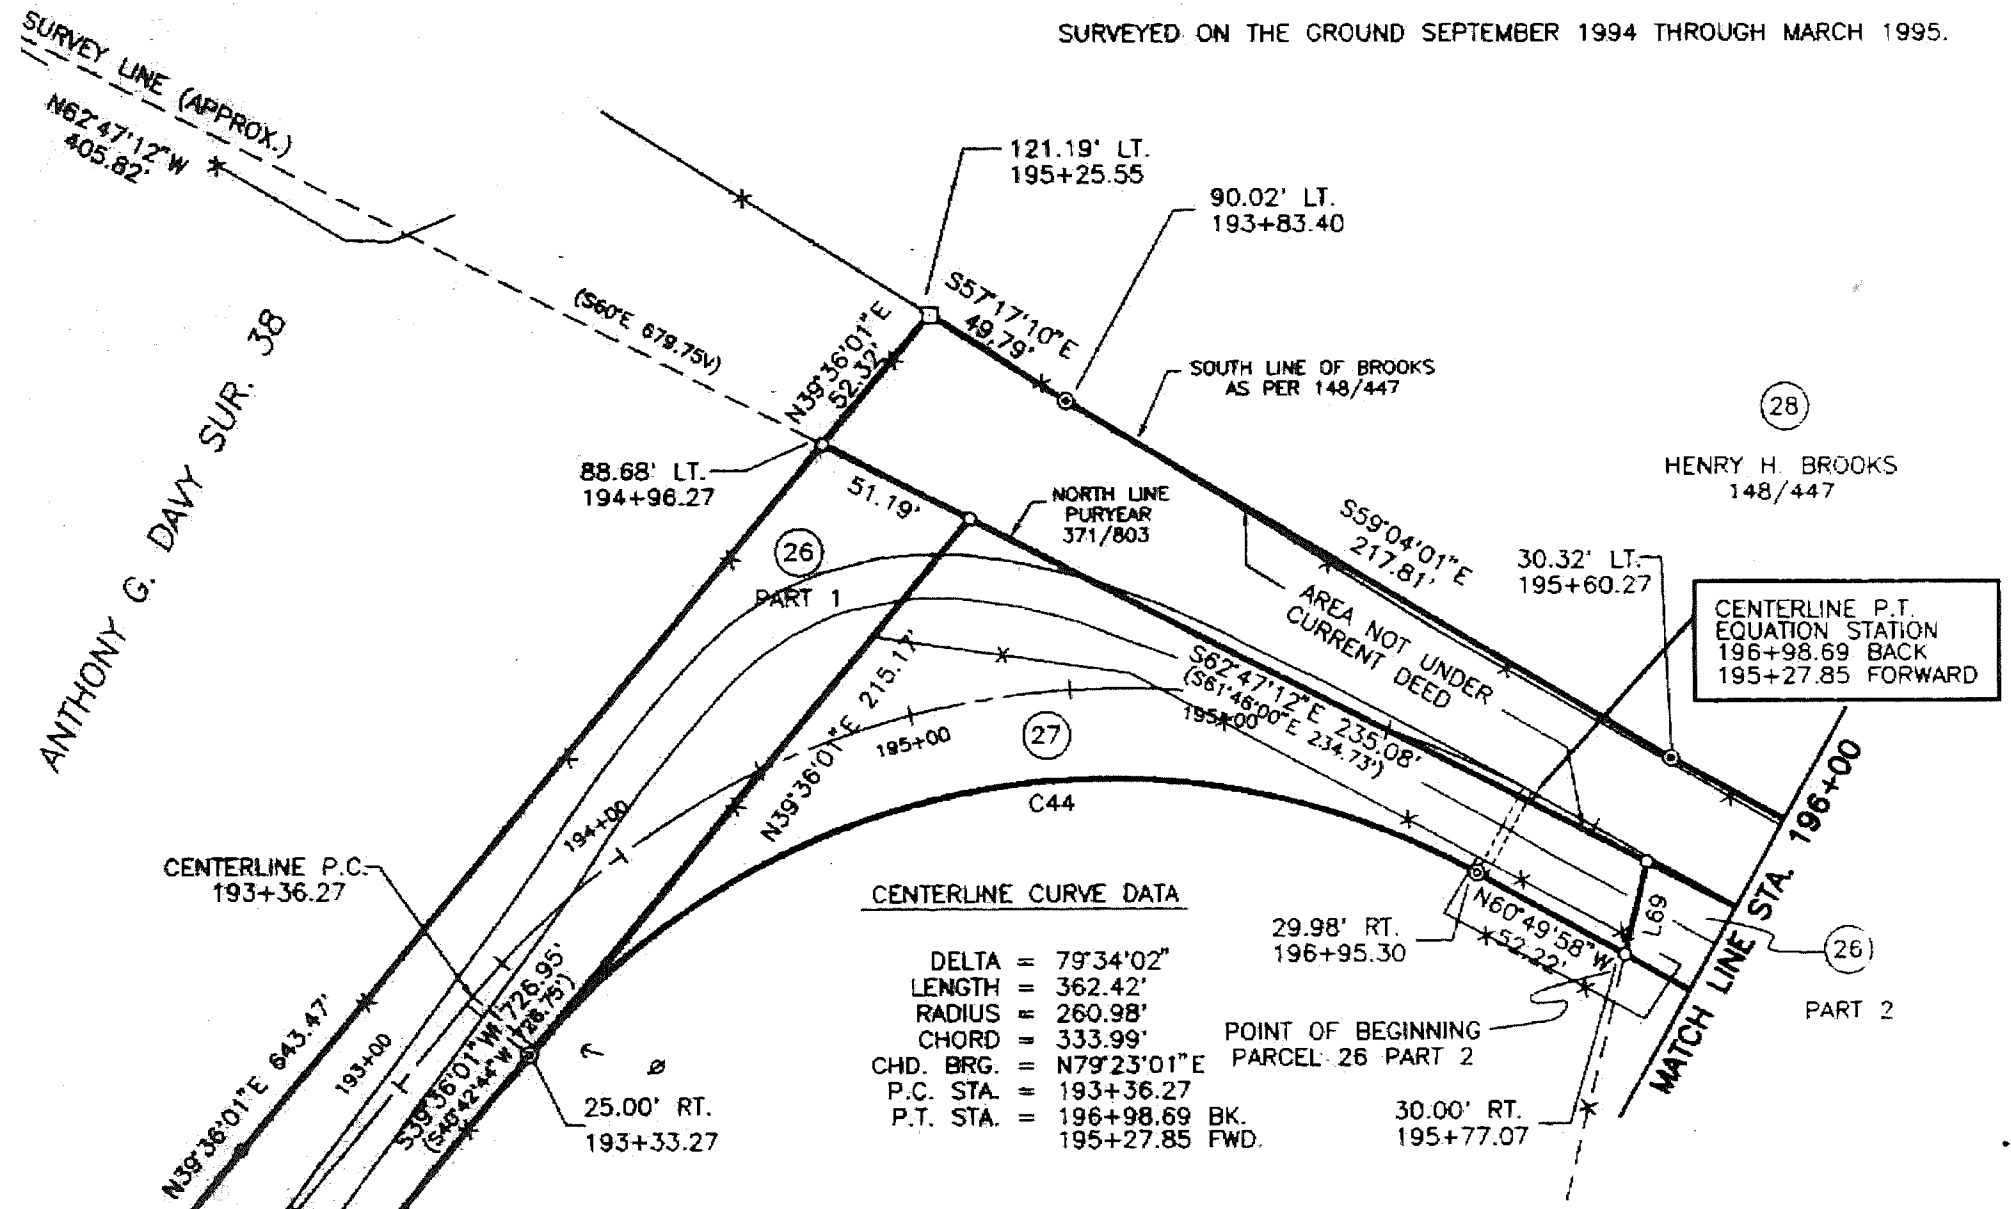 SURVEYED ON THE GROUND SEPTEMBER 1994 THROUGH MARCH 1995.
SURVEY LINE (APPROX.)
N62°47'12"W
405.82'
121.19' LT.
195+25.55
90.02' LT.
193+83.40
(S60°E 679.75V)
N39°36'01"E
52.32'
S57°17'10"E
49.79'
SOUTH LINE OF BROOKS
AS PER 148/447
28
HENRY H. BROOKS
148/447
ANTHONY G. DAVY SUR. 38
88.68' LT.
194+96.27
51.19'
NORTH LINE
PURYEAR
371/803
S59°04'01"E
217.81'
30.32' LT.
195+60.27
26
PART 1
AREA NOT UNDER
CURRENT DEED
CENTERLINE P.T.
EQUATION STATION
196+98.69 BACK
195+27.85 FORWARD
S62°47'12"E 235.08'
(S61°46'00"E 234.73')
195+00
N39°36'01"E 215.17'
195+00
27
194+00
C44
MATCH LINE STA. 196+00
CENTERLINE P.C.
193+36.27
CENTERLINE CURVE DATA
DELTA = 79°34'02"
LENGTH = 362.42'
RADIUS = 260.98'
CHORD = 333.99'
CHD. BRG. = N79°23'01"E
P.C. STA. = 193+36.27
P.T. STA. = 196+98.69 BK.
195+27.85 FWD.
29.98' RT.
196+95.30
N60°49'58"W
52.22'
L69
26
PART 2
POINT OF BEGINNING
PARCEL 26 PART 2
30.00' RT.
195+77.07
N39°36'01"E 643.47'
193+00
S39°36'01"W 1726.95'
(S40°42'44"W 1726.75')
25.00' RT.
193+33.27